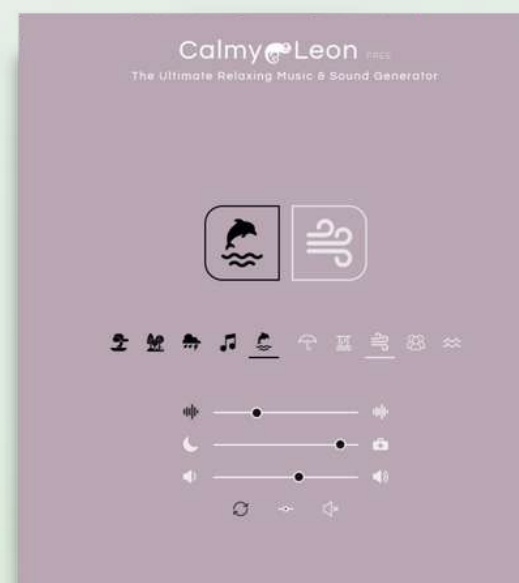 Calmy Leon FREE
The Ultimate Relaxing Music & Sound Generator